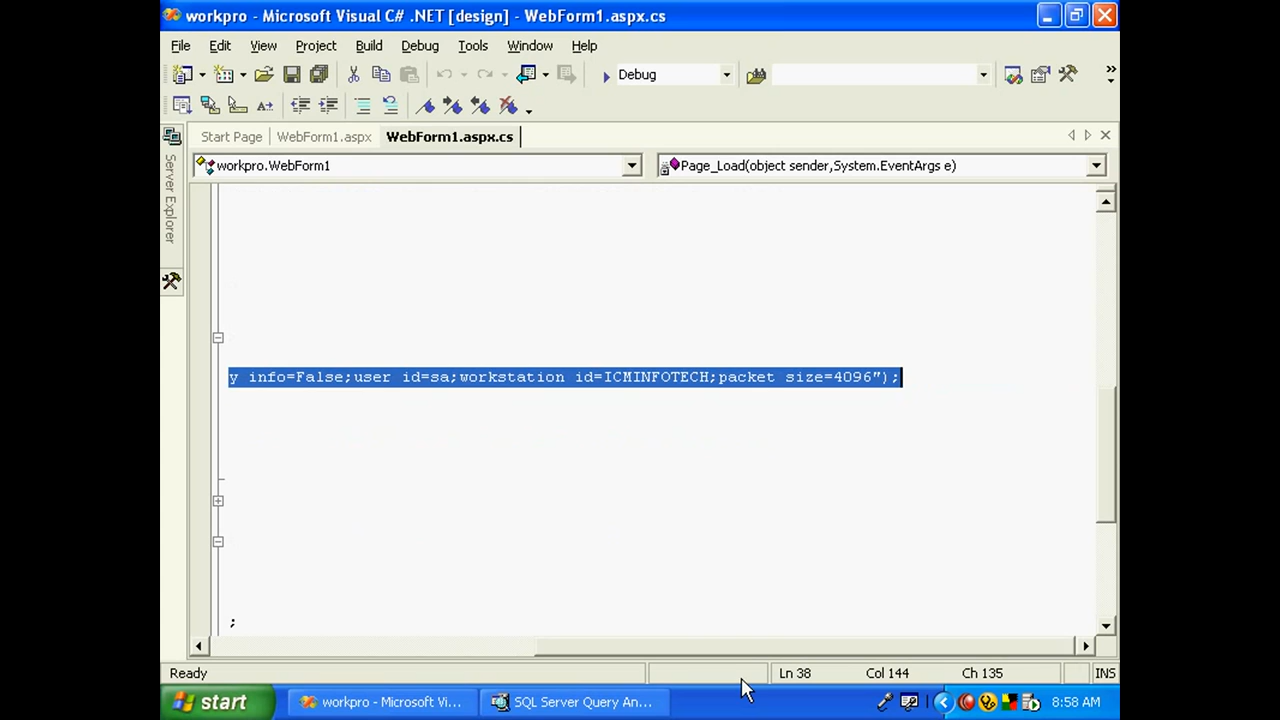 workpro - Microsoft Visual C# .NET [design] - WebForm1.aspx.cs
File Edit View Project Build Debug Tools Window Help
Debug
Start Page WebForm1.aspx WebForm1.aspx.cs
Server Explorer
workpro.WebForm1 Page_Load(object sender,System.EventArgs e)
y info=False;user id=sa;workstation id=ICMINFOTECH;packet size=4096");
;
Ready Ln 38 Col 144 Ch 135 INS
start workpro - Microsoft Vi... SQL Server Query An... 8:58 AM